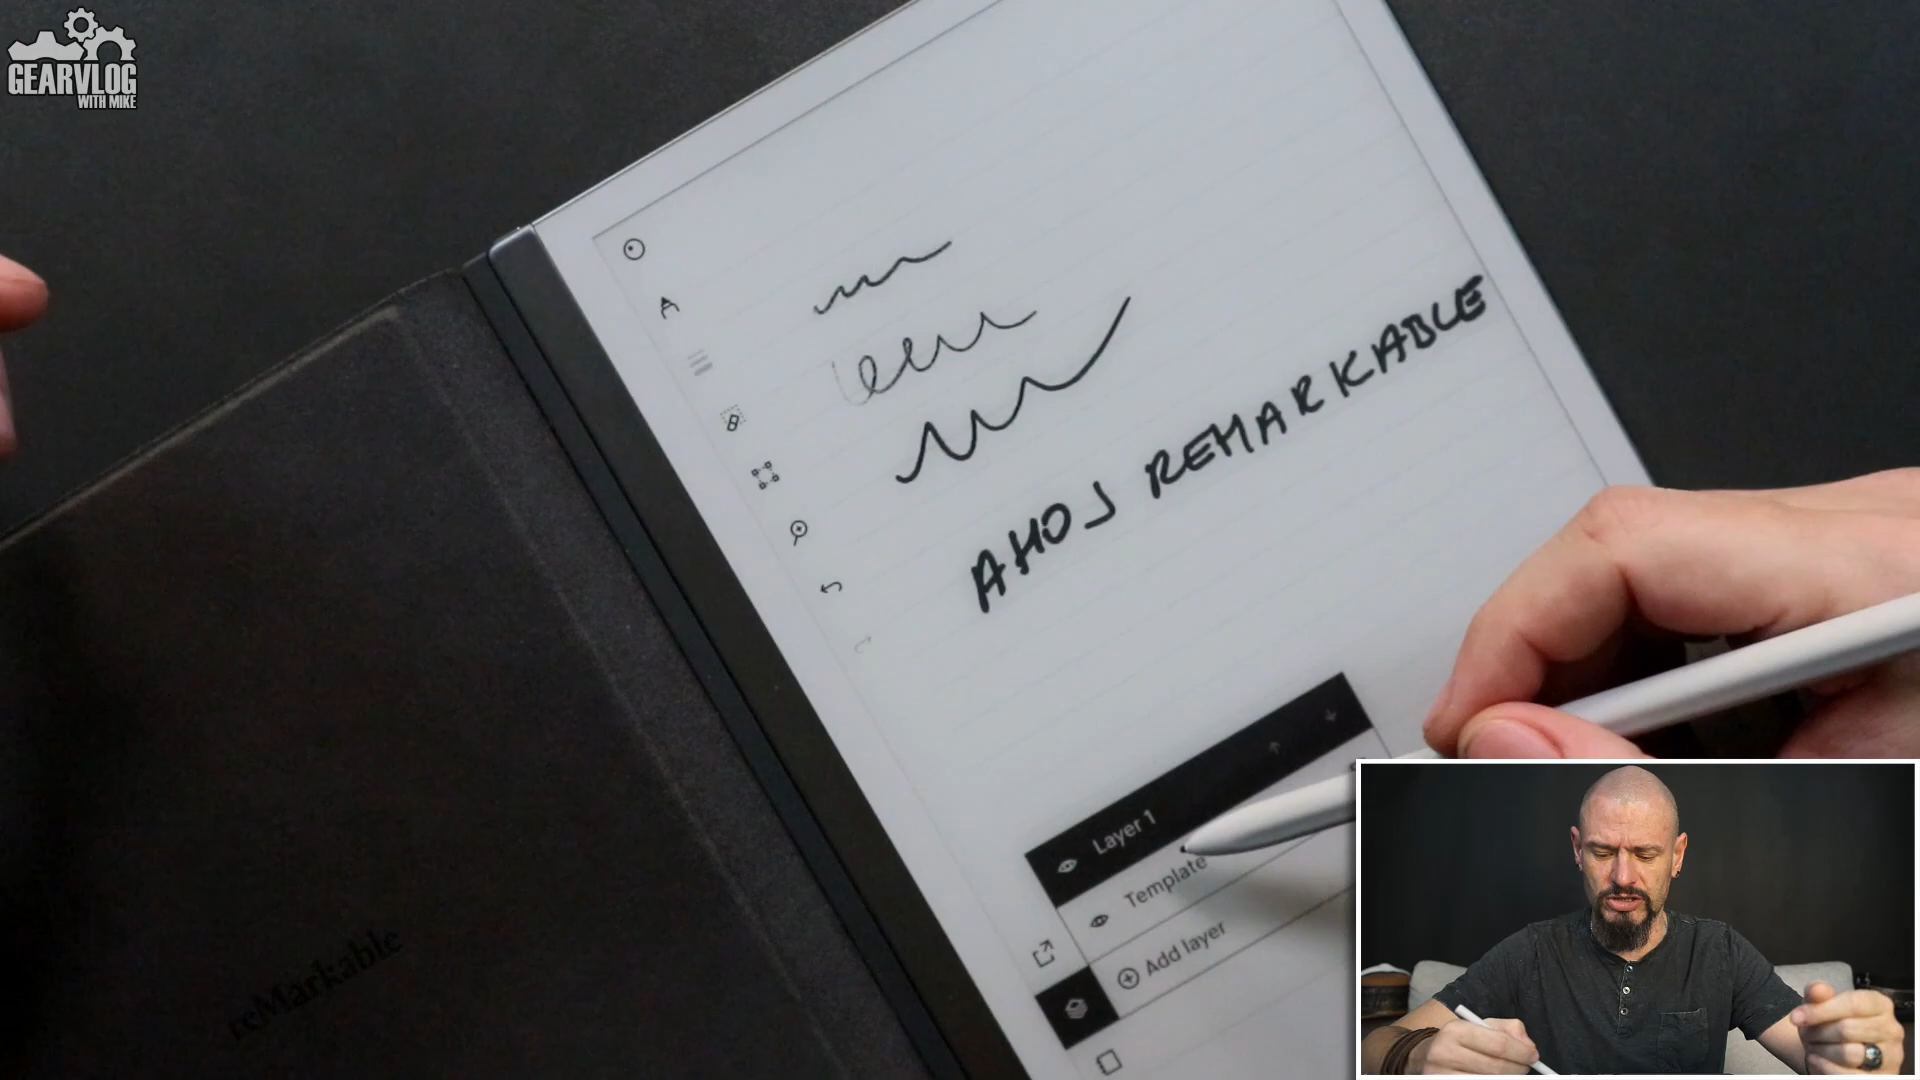 GEARVLOG
WITH MIKE
AHOJ REMARKABLE
Layer 1
Template
Add layer
reMarkable